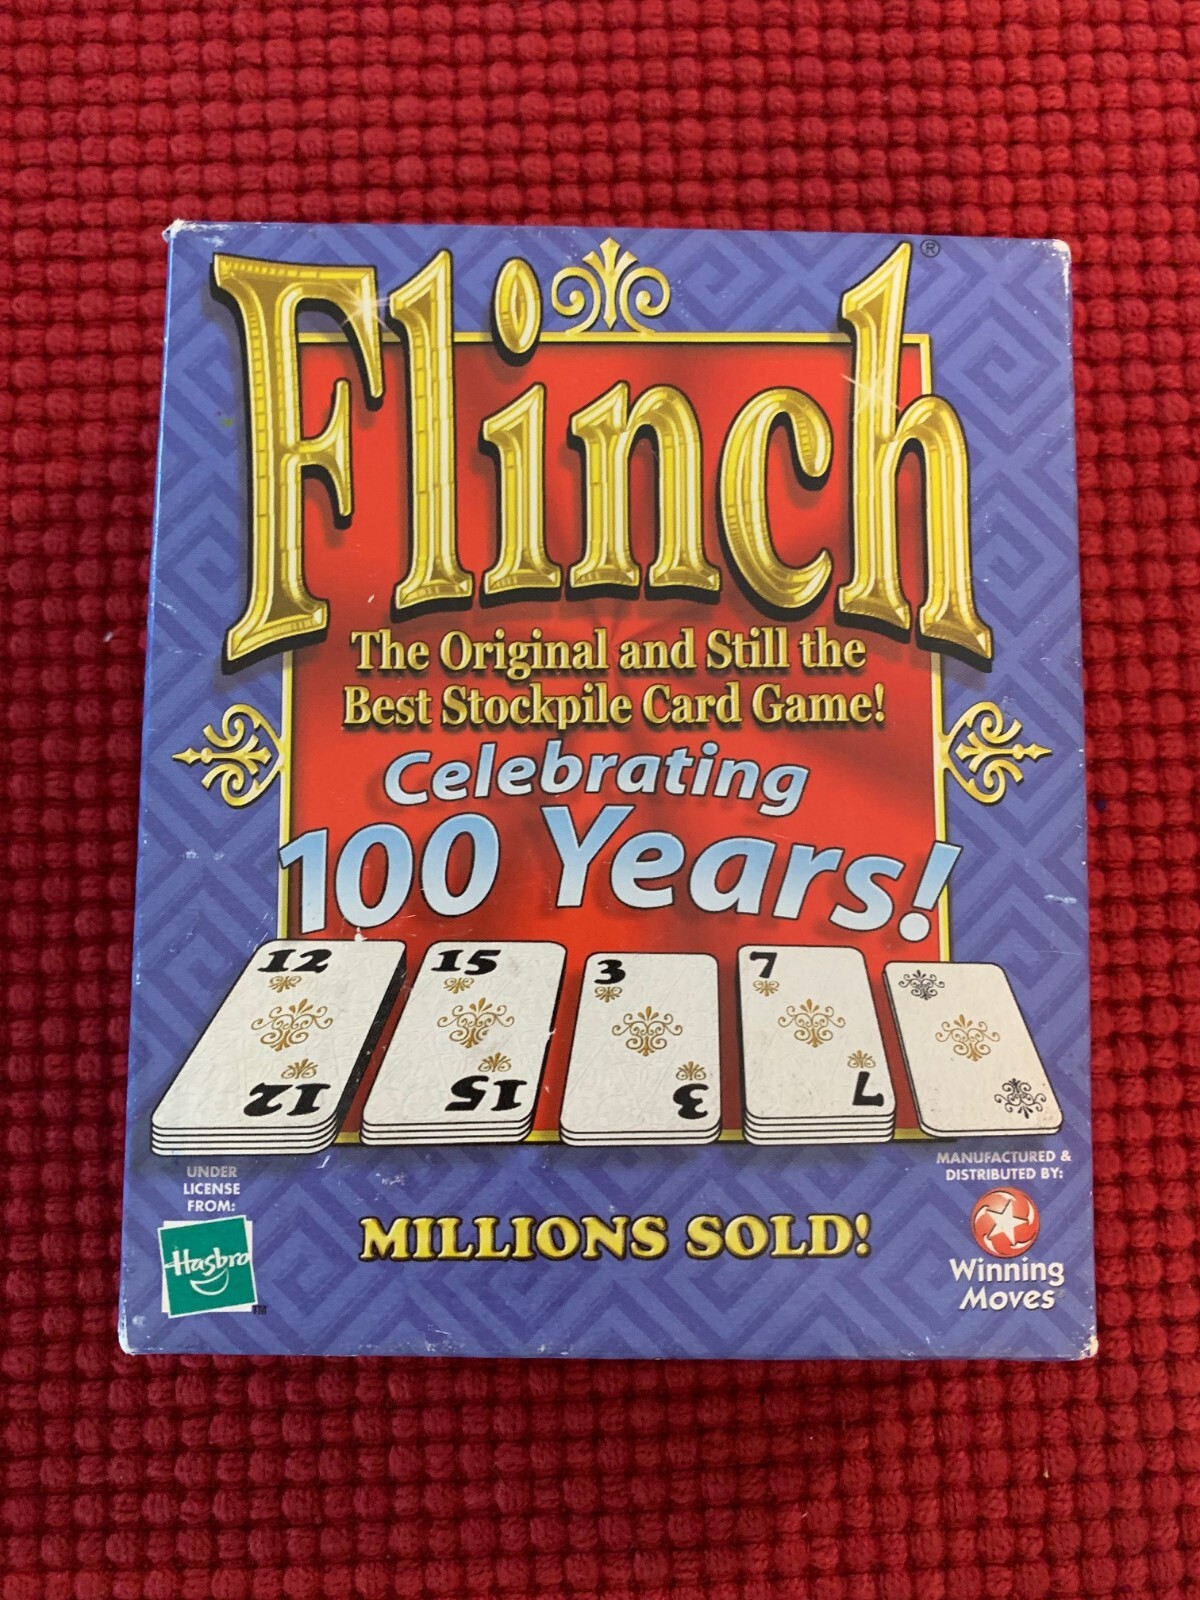 Flinch®
The Original and Still the
Best Stockpile Card Game!
Celebrating
100 Years!
12 15 3 7
12 15 3 7
UNDER
LICENSE
FROM:
Hasbro
TM
MILLIONS SOLD!
MANUFACTURED &
DISTRIBUTED BY:
Winning
Moves